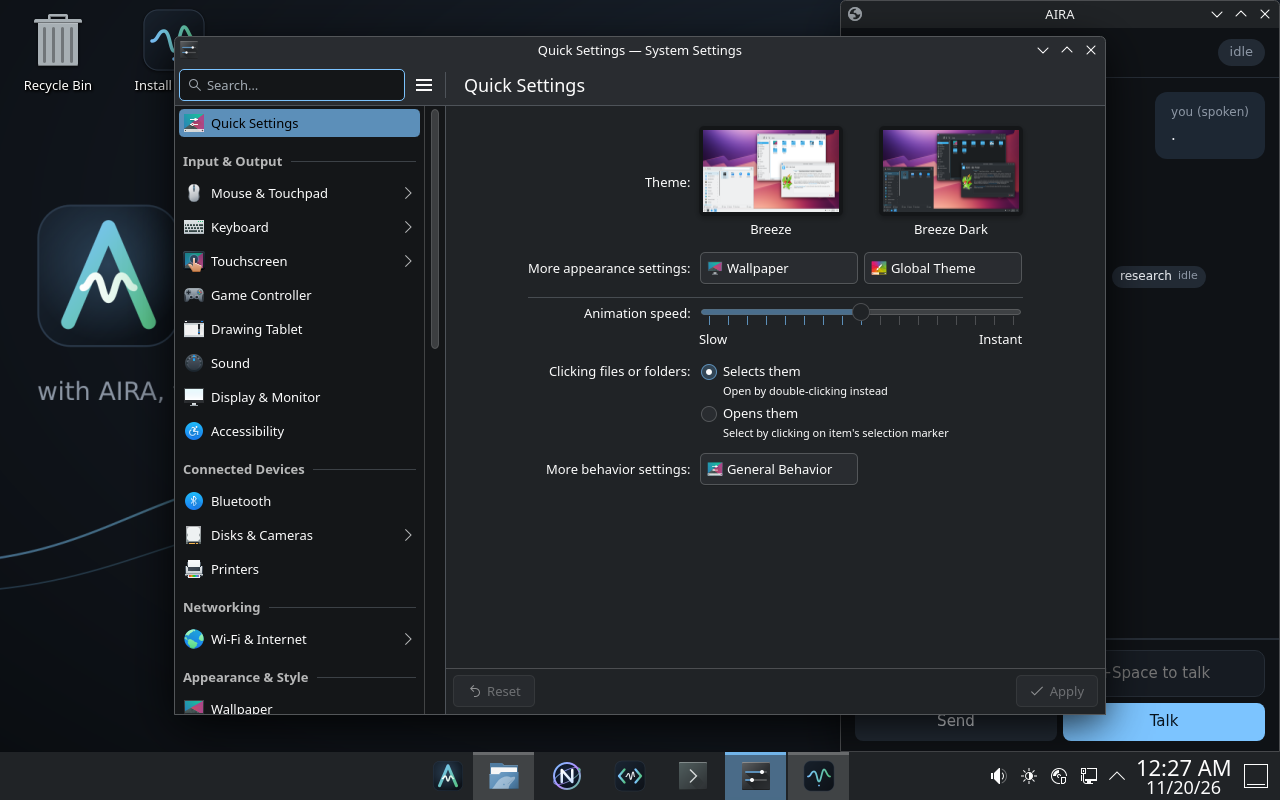 AIRA
Recycle Bin
Install
idle
you (spoken)
.
research idle
with AIRA,
Space to talk
Send
Talk
Quick Settings — System Settings
Search...
Quick Settings
Quick Settings
Input & Output
Mouse & Touchpad
Keyboard
Touchscreen
Game Controller
Drawing Tablet
Sound
Display & Monitor
Accessibility
Connected Devices
Bluetooth
Disks & Cameras
Printers
Networking
Wi-Fi & Internet
Appearance & Style
Wallpaper
Theme:
Breeze
Breeze Dark
More appearance settings:
Wallpaper
Global Theme
Animation speed:
Slow
Instant
Clicking files or folders:
Selects them
Open by double-clicking instead
Opens them
Select by clicking on item's selection marker
More behavior settings:
General Behavior
Reset
Apply
12:27 AM
11/20/26